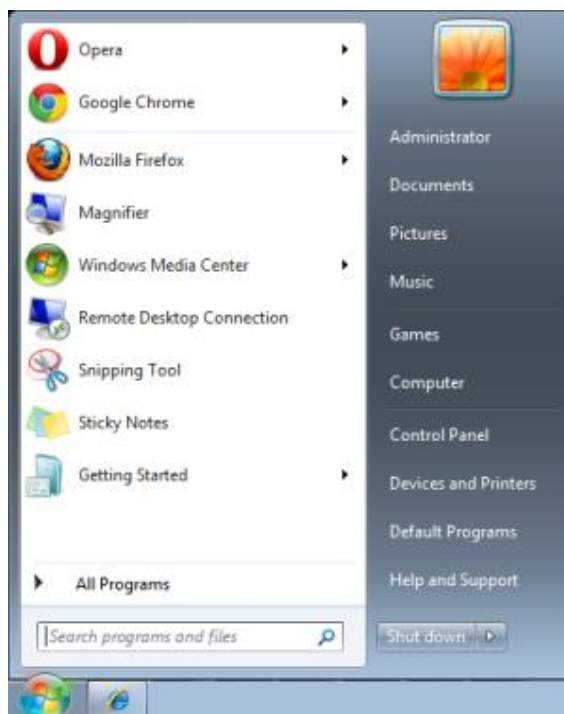 Opera
Google Chrome
Mozilla Firefox
Magnifier
Windows Media Center
Remote Desktop Connection
Snipping Tool
Sticky Notes
Getting Started
All Programs
Search programs and files
Administrator
Documents
Pictures
Music
Games
Computer
Control Panel
Devices and Printers
Default Programs
Help and Support
Shut down